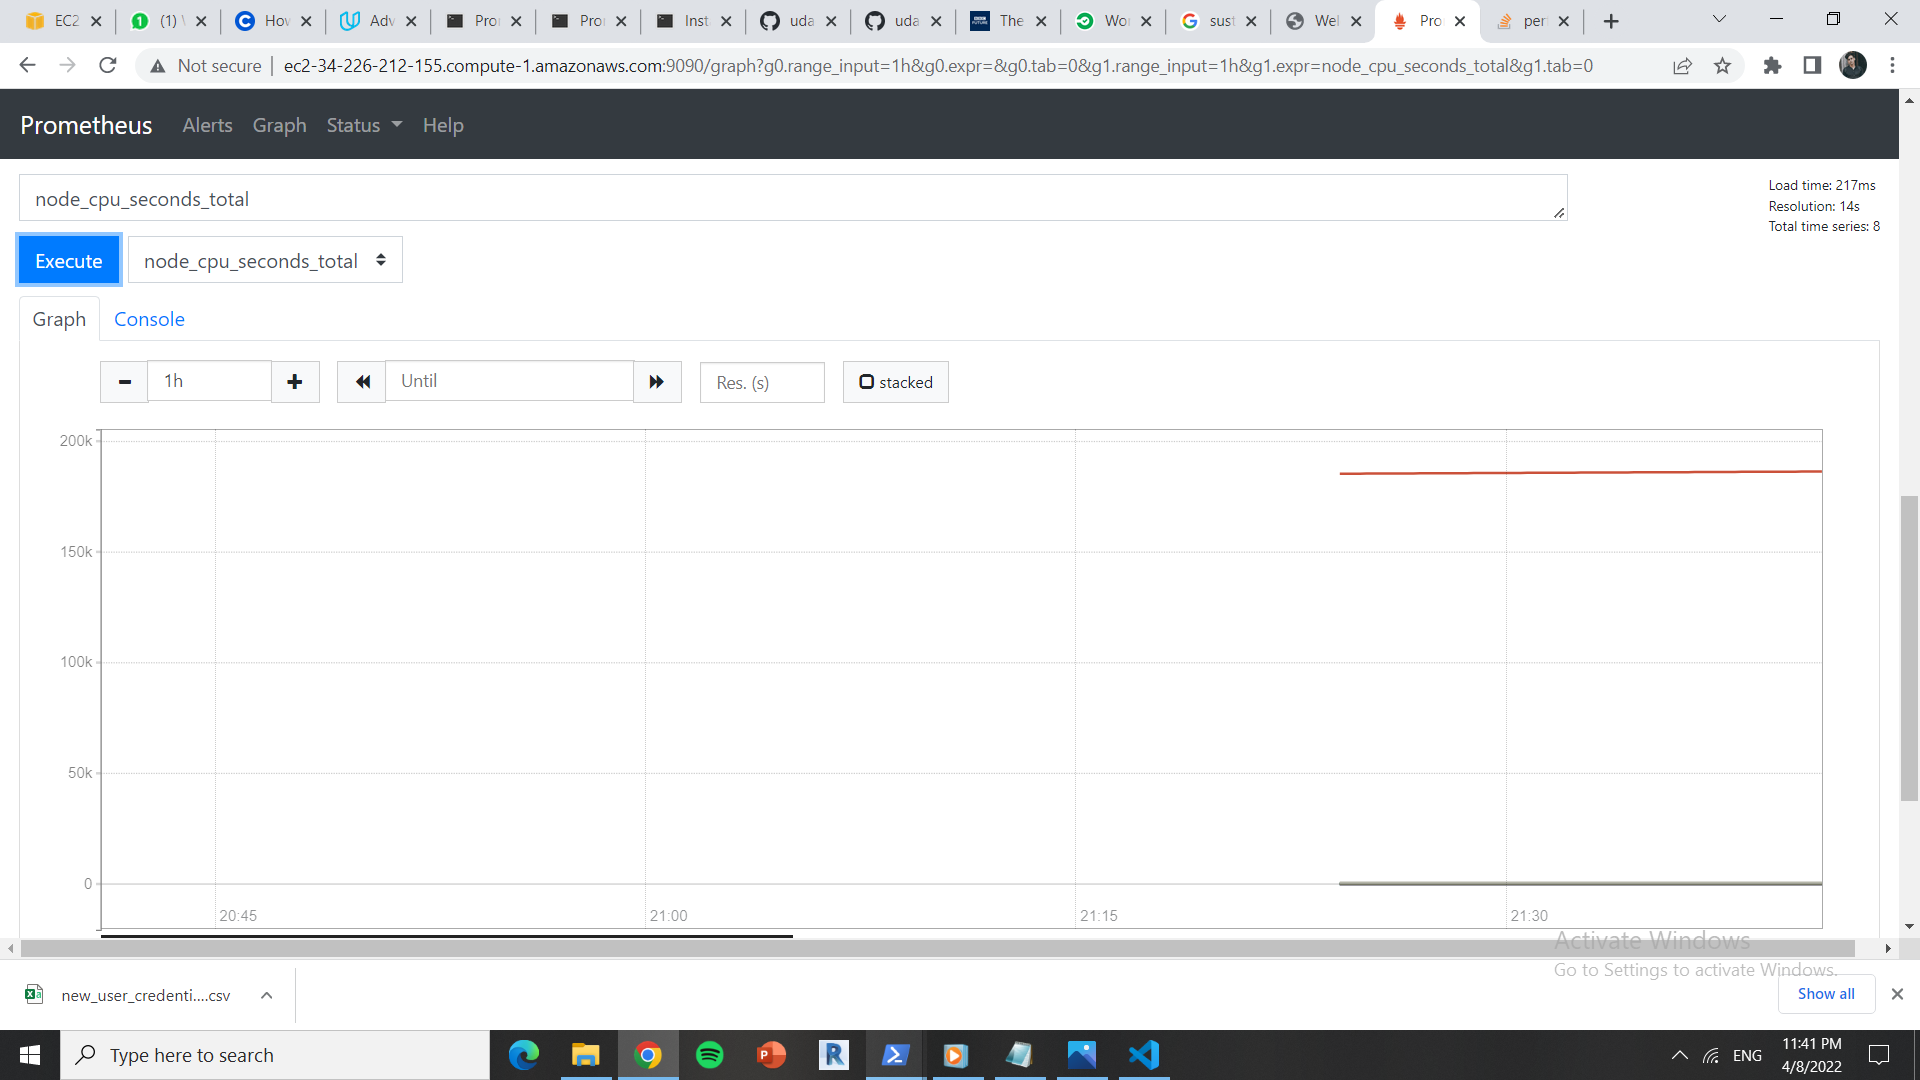 EC2
(1) W
How
Adv
Pro
Pro
Inst
uda
uda
The
Wor
sust
Wel
Pro
per
Not secure
ec2-34-226-212-155.compute-1.amazonaws.com:9090/graph?g0.range_input=1h&g0.expr=&g0.tab=0&g1.range_input=1h&g1.expr=node_cpu_seconds_total&g1.tab=0
Prometheus Alerts Graph Status Help
node_cpu_seconds_total
Load time: 217ms
Resolution: 14s
Total time series: 8
Execute
node_cpu_seconds_total
Graph Console
1h
Until
Res. (s)
stacked
200k
150k
100k
50k
0
20:45 21:00 21:15 21:30
Activate Windows
Go to Settings to activate Windows.
new_user_credenti....csv
Show all
Type here to search
ENG
11:41 PM
4/8/2022